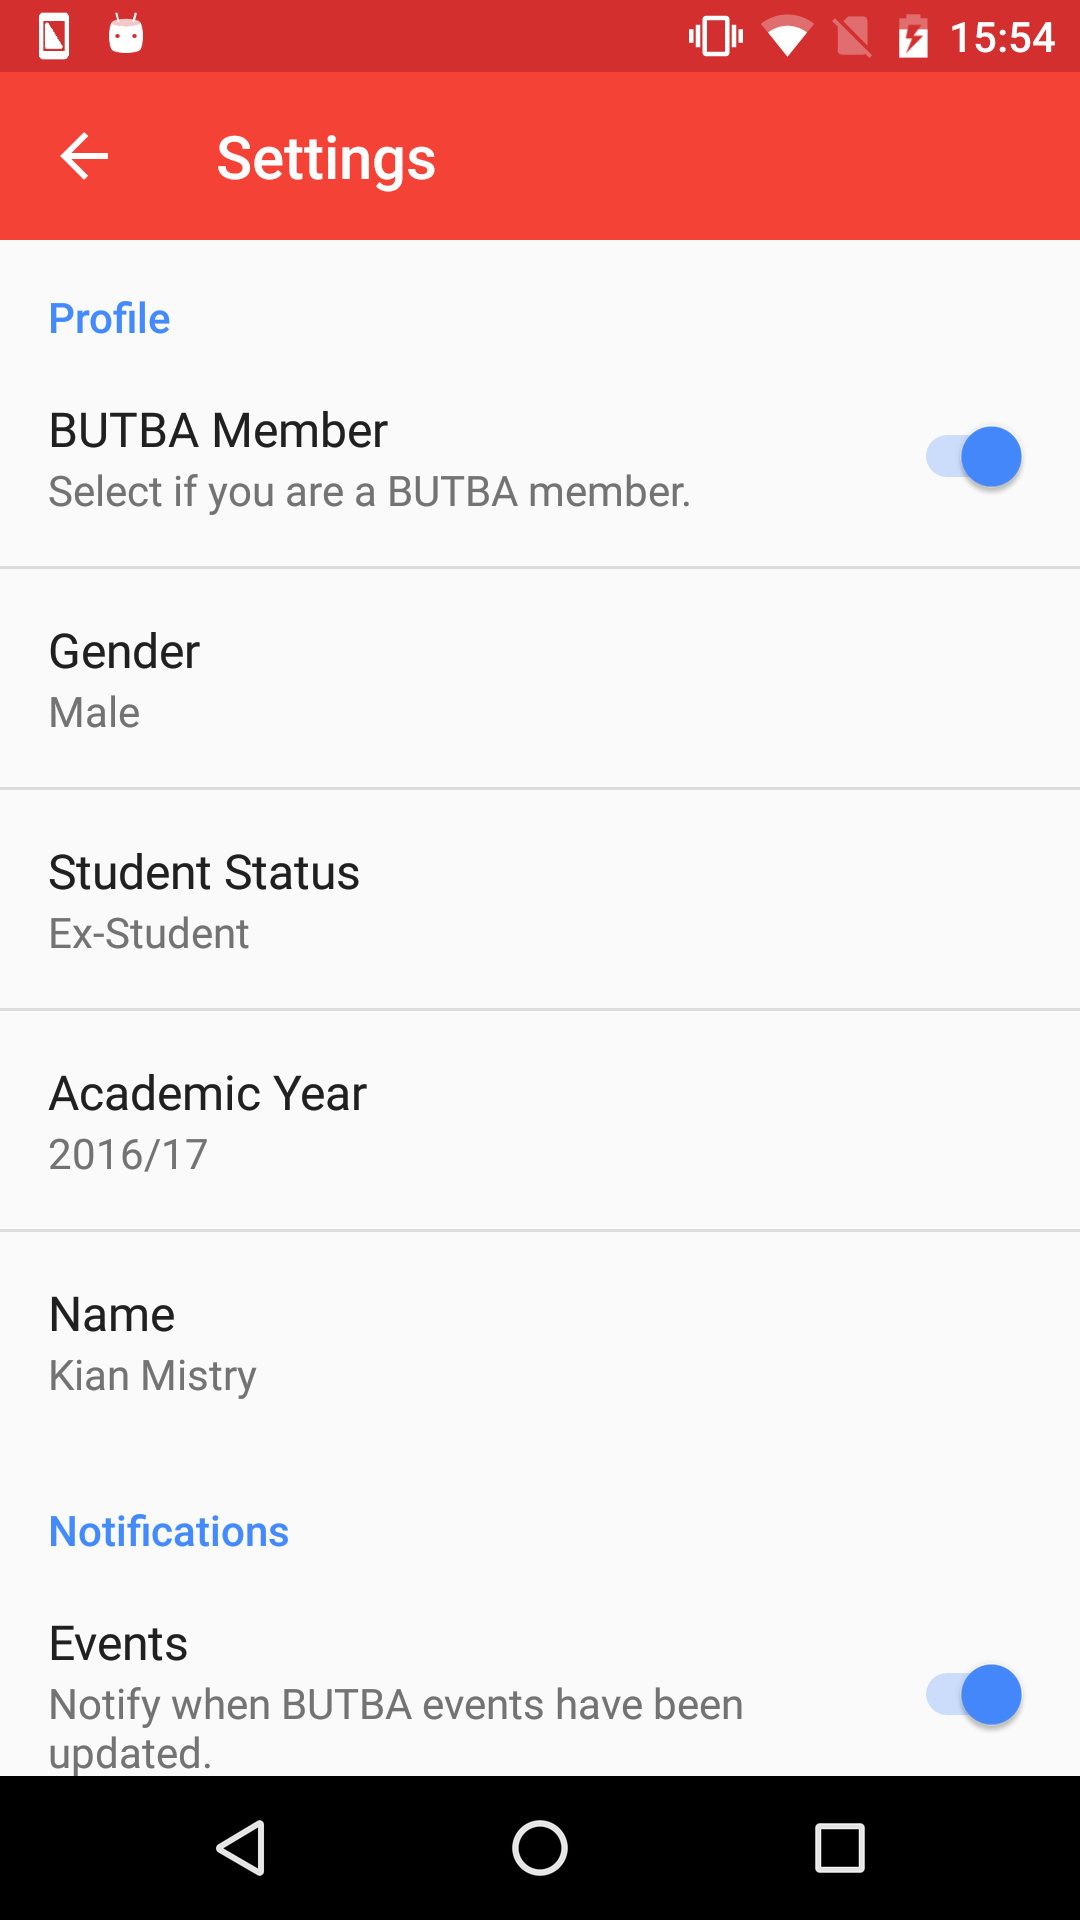 15:54
Settings
Profile
BUTBA Member
Select if you are a BUTBA member.
Gender
Male
Student Status
Ex-Student
Academic Year
2016/17
Name
Kian Mistry
Notifications
Events
Notify when BUTBA events have been
updated.